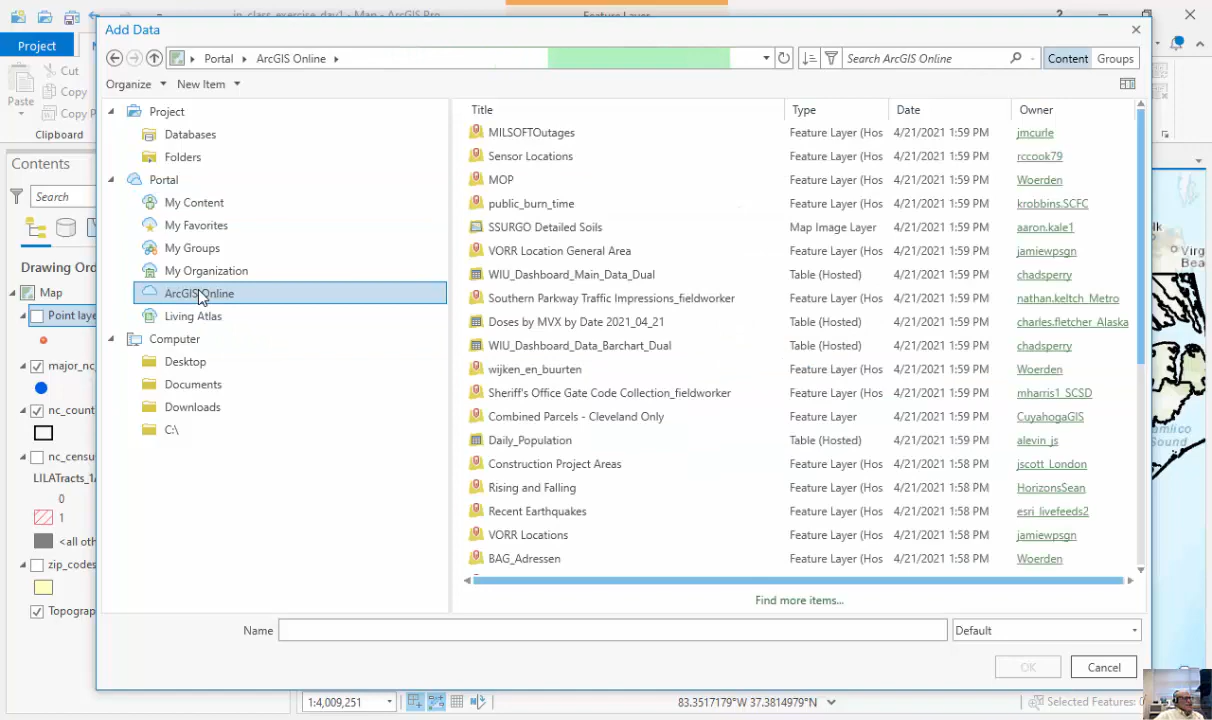 in_class_exercise_day1 - Map - ArcGIS Pro
Feature Layer
?
Add Data
Project
Portal ArcGIS Online
Search ArcGIS Online
Content Groups
Organize New Item
Cut
Copy
Copy P
Paste
Clipboard
Contents
Search
Drawing Ord
Map
Point laye
major_nc_
nc_count
nc_censu
LILATracts_1A
0
1
<all oth
zip_codes
Topograp
Project
Databases
Folders
Portal
My Content
My Favorites
My Groups
My Organization
ArcGIS Online
Living Atlas
Computer
Desktop
Documents
Downloads
C:\
Title Type Date Owner
MILSOFTOutages Feature Layer (Hos 4/21/2021 1:59 PM jmcurle
Sensor Locations Feature Layer (Hos 4/21/2021 1:59 PM rccook79
MOP Feature Layer (Hos 4/21/2021 1:59 PM Woerden
public_burn_time Feature Layer (Hos 4/21/2021 1:59 PM krobbins.SCFC
SSURGO Detailed Soils Map Image Layer 4/21/2021 1:59 PM aaron.kale1
VORR Location General Area Feature Layer (Hos 4/21/2021 1:59 PM jamiewpsgn
WIU_Dashboard_Main_Data_Dual Table (Hosted) 4/21/2021 1:59 PM chadsperry
Southern Parkway Traffic Impressions_fieldworker Feature Layer (Hos 4/21/2021 1:59 PM nathan.keltch_Metro
Doses by MVX by Date 2021_04_21 Table (Hosted) 4/21/2021 1:59 PM charles.fletcher_Alaska
WIU_Dashboard_Data_Barchart_Dual Table (Hosted) 4/21/2021 1:59 PM chadsperry
wijken_en_buurten Feature Layer (Hos 4/21/2021 1:59 PM Woerden
Sheriff's Office Gate Code Collection_fieldworker Feature Layer (Hos 4/21/2021 1:59 PM mharris1_SCSD
Combined Parcels - Cleveland Only Feature Layer 4/21/2021 1:59 PM CuyahogaGIS
Daily_Population Table (Hosted) 4/21/2021 1:59 PM alevin_js
Construction Project Areas Feature Layer (Hos 4/21/2021 1:58 PM jscott_London
Rising and Falling Feature Layer (Hos 4/21/2021 1:58 PM HorizonsSean
Recent Earthquakes Feature Layer (Hos 4/21/2021 1:58 PM esri_livefeeds2
VORR Locations Feature Layer (Hos 4/21/2021 1:58 PM jamiewpsgn
BAG_Adressen Feature Layer (Hos 4/21/2021 1:58 PM Woerden
Find more items...
Name
Default
OK Cancel
lk
Virg
Bea
mlico
Sound
1:4,009,251
83.3517179°W 37.3814979°N
Selected Features: 0